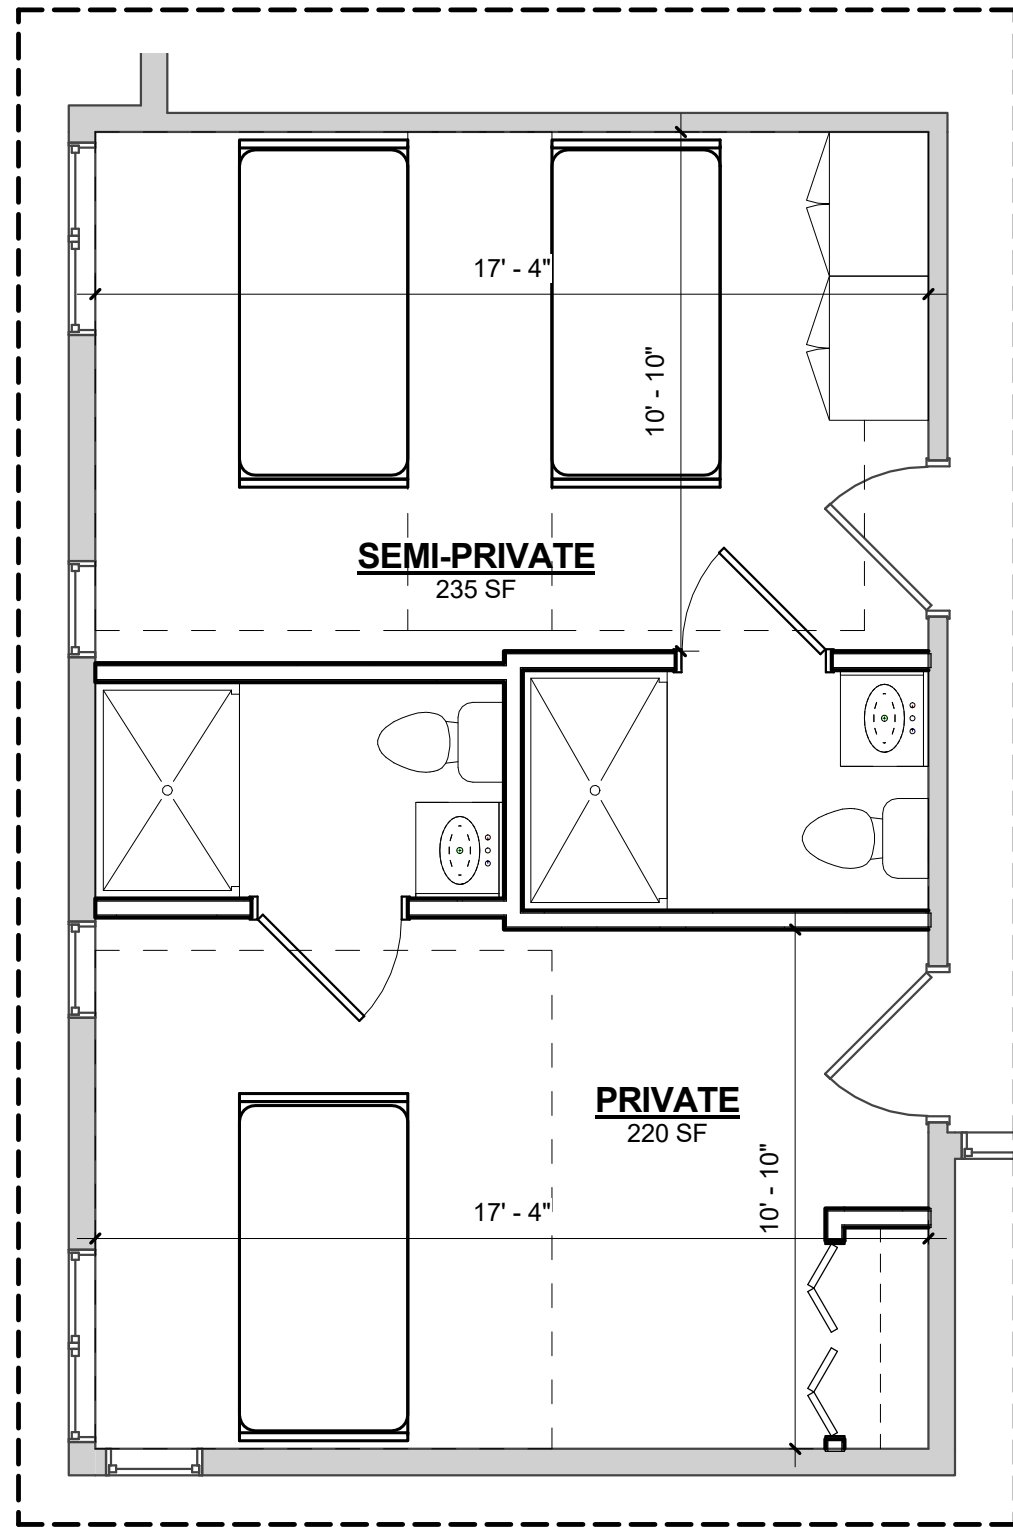 17' - 4"
10' - 10"
SEMI-PRIVATE
235 SF
PRIVATE
220 SF
10' - 10"
17' - 4"